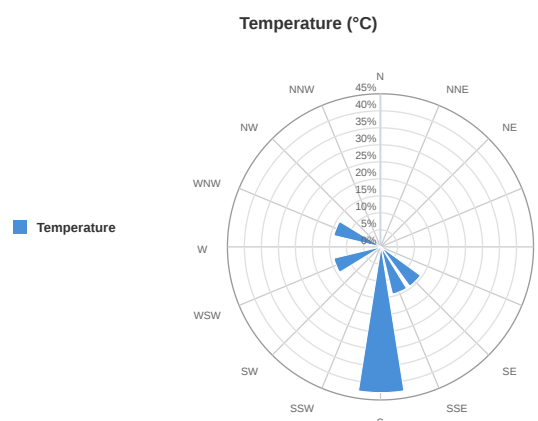 Temperature (°C)
N
NNW
NNE
NW
NE
WNW
W
WSW
SW
SE
SSW
SSE
45%
40%
35%
30%
25%
20%
15%
10%
5%
0%
Temperature